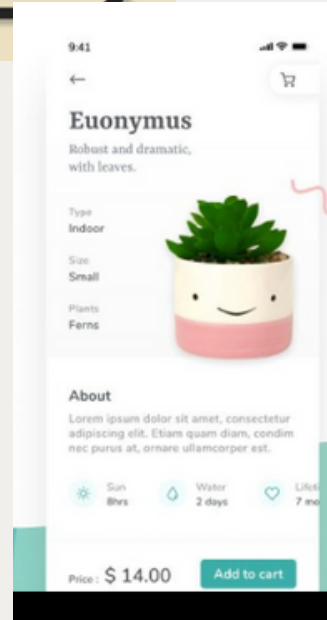 9:41
Euonymus
Robust and dramatic,
with leaves.
Type
Indoor
Size
Small
Plants
Ferns
About
Lorem ipsum dolor sit amet, consectetur
adipiscing elit. Etiam quam diam, condim
nec purus at, ornare ullamcorper est.
Sun Water
8hrs 2 days 7
Price : $ 14.00 Add to cart